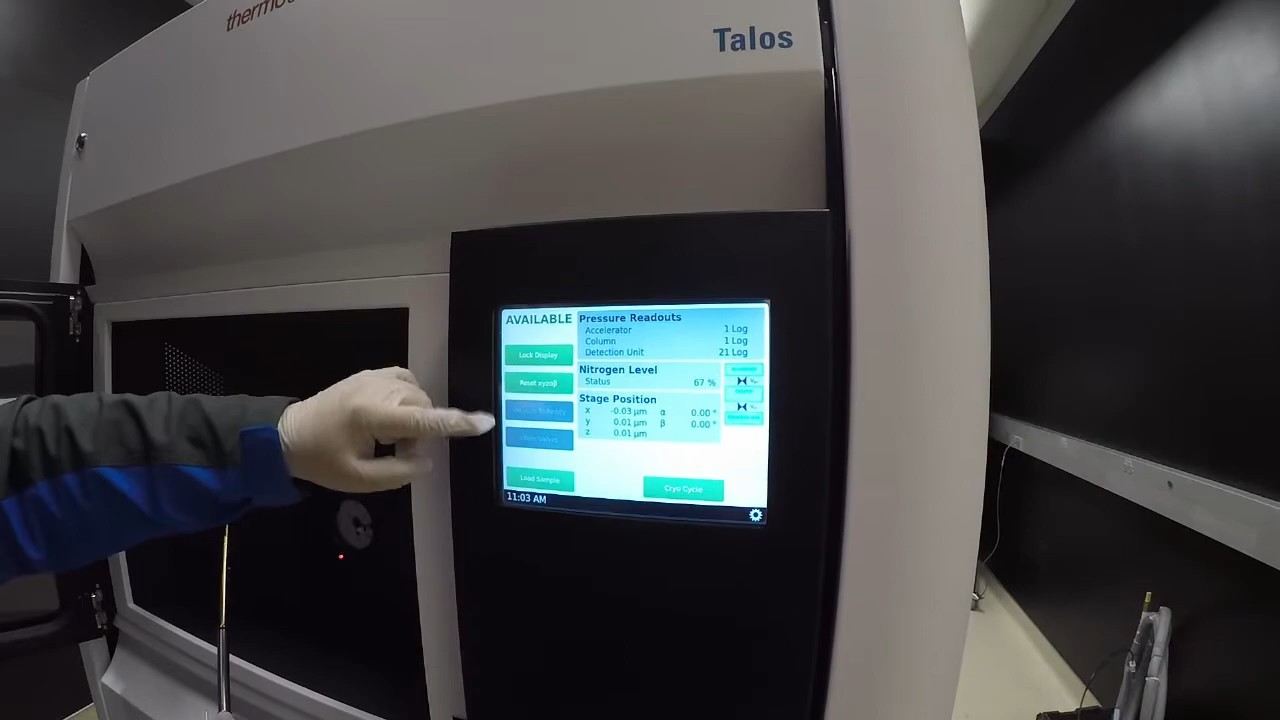 Talos
AVAILABLE
Lock Display
Reset xyzαβ
Load Sample
11:03 AM
Pressure Readouts
Accelerator 1 Log
Column 1 Log
Detection Unit 21 Log
Nitrogen Level
Status 67 %
Stage Position
x -0.03 µm α 0.00 °
y 0.01 µm β 0.00 °
z 0.01 µm
Cryo Cycle